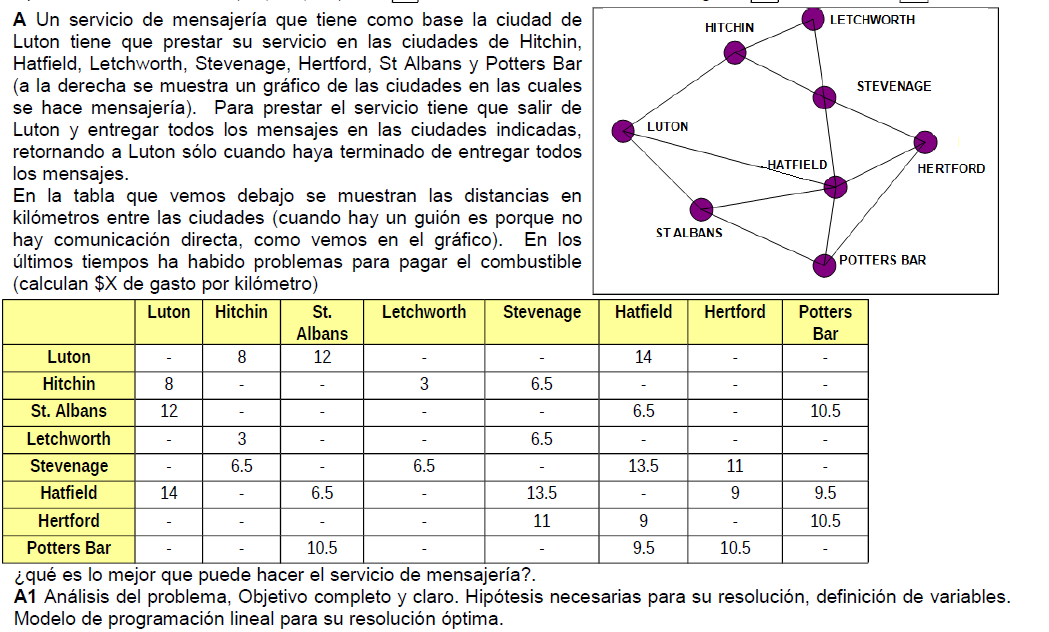 A Un servicio de mensajería que tiene como base la ciudad de
Luton tiene que prestar su servicio en las ciudades de Hitchin,
Hatfield, Letchworth, Stevenage, Hertford, St Albans y Potters Bar
(a la derecha se muestra un gráfico de las ciudades en las cuales
se hace mensajería). Para prestar el servicio tiene que salir de
Luton y entregar todos los mensajes en las ciudades indicadas,
retornando a Luton sólo cuando haya terminado de entregar todos
los mensajes.
En la tabla que vemos debajo se muestran las distancias en
kilómetros entre las ciudades (cuando hay un guión es porque no
hay comunicación directa, como vemos en el gráfico). En los
últimos tiempos ha habido problemas para pagar el combustible
(calculan $X de gasto por kilómetro)
LETCHWORTH
HITCHIN
STEVENAGE
LUTON
HATFIELD
HERTFORD
ST ALBANS
POTTERS BAR
Luton Hitchin St. Albans Letchworth Stevenage Hatfield Hertford Potters Bar
Luton - 8 12 - - 14 - -
Hitchin 8 - - 3 6.5 - - -
St. Albans 12 - - - - 6.5 - 10.5
Letchworth - 3 - - 6.5 - - -
Stevenage - 6.5 - 6.5 - 13.5 11 -
Hatfield 14 - 6.5 - 13.5 - 9 9.5
Hertford - - - - 11 9 - 10.5
Potters Bar - - 10.5 - - 9.5 10.5 -
¿qué es lo mejor que puede hacer el servicio de mensajería?.
A1 Análisis del problema, Objetivo completo y claro. Hipótesis necesarias para su resolución, definición de variables.
Modelo de programación lineal para su resolución óptima.